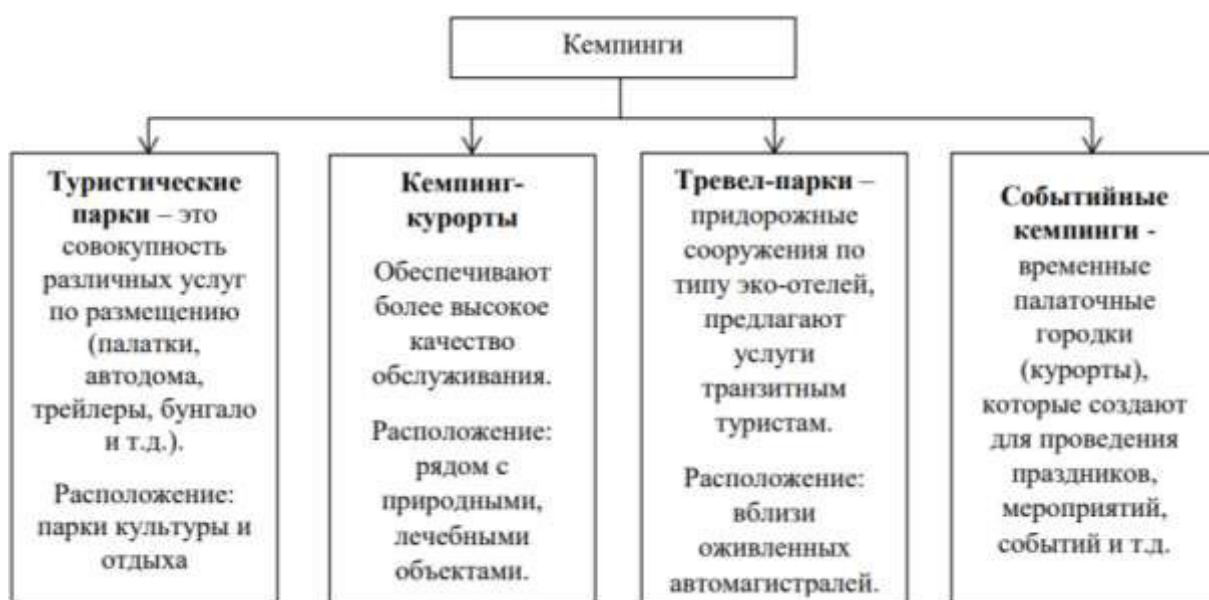 Кемпинги
Туристические
парки – это
совокупность
различных услуг
по размещению
(палатки,
автодома,
трейлеры, бунгало
и т.д.).
Расположение:
парки культуры и
отдыха
Кемпинг-
курорты
Обеспечивают
более высокое
качество
обслуживания.
Расположение:
рядом с
природными,
лечебными
объектами.
Тревел-парки –
придорожные
сооружения по
типу эко-отелей,
предлагают
услуги
транзитным
туристам.
Расположение:
вблизи
оживленных
автомагистралей.
Событийные
кемпинги -
временные
палаточные
городки
(курорты),
которые создают
для проведения
праздников,
мероприятий,
событий и т.д.